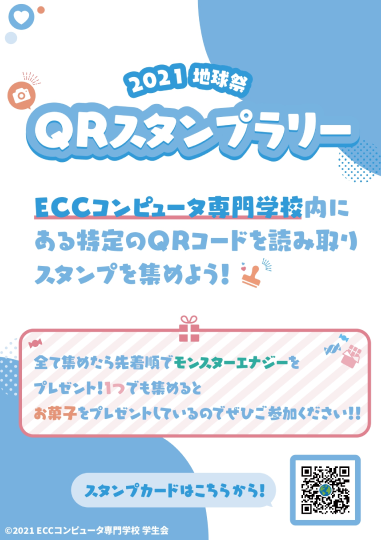 2021 地球祭
QRスタンプラリー
ECCコンピュータ専門学校内に
ある特定のQRコードを読み取り
スタンプを集めよう!
全て集めたら先着順でモンスターエナジーを
プレゼント!1つでも集めると
お菓子をプレゼントしているのでぜひご参加ください!!
スタンプカードはこちらから!
©2021 ECCコンピュータ専門学校 学生会